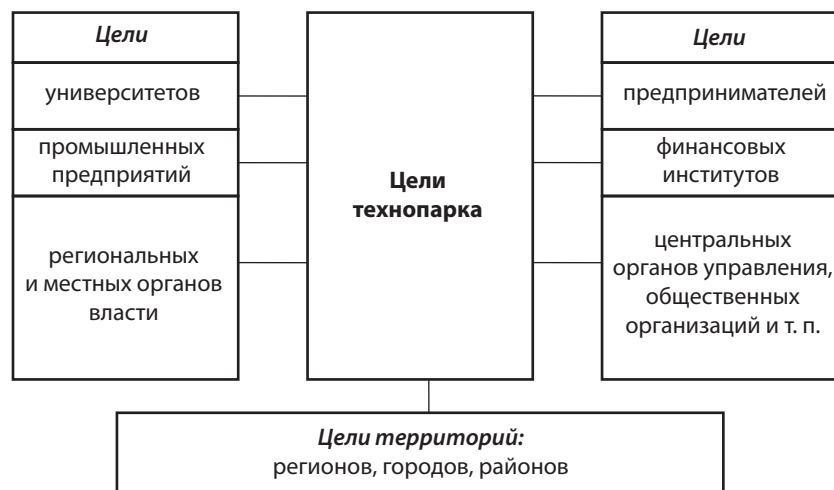 Цели
университетов
промышленных
предприятий
региональных
и местных органов
власти
Цели
технопарка
Цели
предпринимателей
финансовых
институтов
центральных
органов управления,
общественных
организаций и т. п.
Цели территорий:
регионов, городов, районов